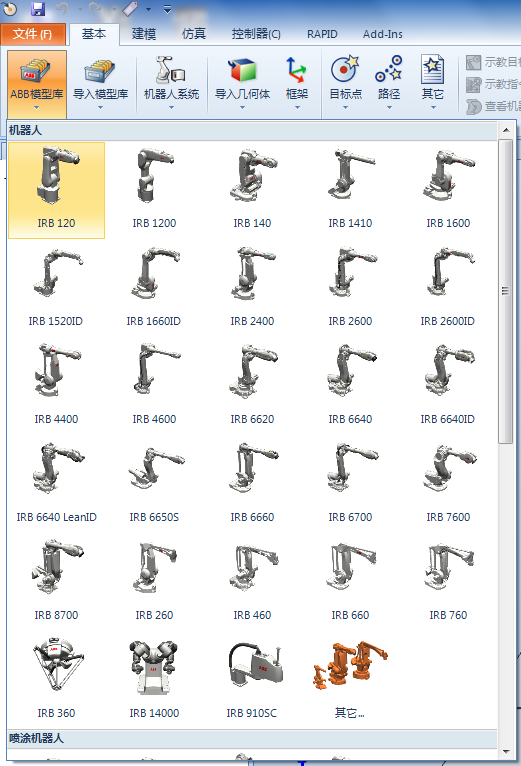 文件(F) 基本 建模 仿真 控制器(C) RAPID Add-Ins
ABB模型库 导入模型库 机器人系统 导入几何体 框架 目标点 路径 其它
示教目标
示教指令
查看机器
机器人
IRB 120 IRB 1200 IRB 140 IRB 1410 IRB 1600
IRB 1520ID IRB 1660ID IRB 2400 IRB 2600 IRB 2600ID
IRB 4400 IRB 4600 IRB 6620 IRB 6640 IRB 6640ID
IRB 6640 LeanID IRB 6650S IRB 6660 IRB 6700 IRB 7600
IRB 8700 IRB 260 IRB 460 IRB 660 IRB 760
IRB 360 IRB 14000 IRB 910SC 其它...
喷涂机器人